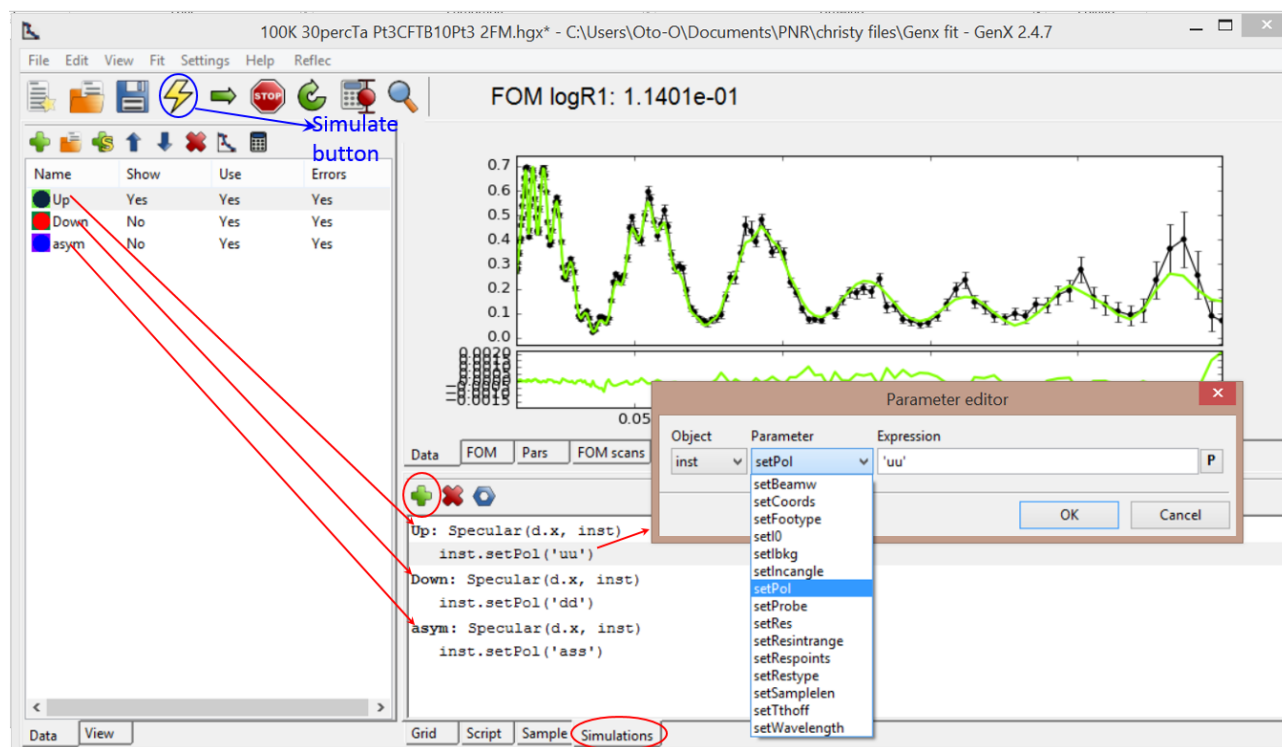 100K 30percTa Pt3CFTB10Pt3 2FM.hgx* - C:\Users\Oto-O\Documents\PNR\christy files\Genx fit - GenX 2.4.7
File Edit View Fit Settings Help Reflec
STOP
FOM logR1: 1.1401e-01
Simulate
button
Name Show Use Errors
Up Yes Yes Yes
Down No Yes Yes
asym No Yes Yes
0.7
0.6
0.5
0.4
0.3
0.2
0.1
0.0
0.0020
−0.0015
0.05
Data FOM Pars FOM scans
Parameter editor
Object Parameter Expression
inst setPol 'uu' P
OK Cancel
setBeamw
setCoords
setFootype
setI0
setIbkg
setIncangle
setPol
setProbe
setRes
setResintrange
setRespoints
setRestype
setSamplelen
setTthoff
setWavelength
Up: Specular(d.x, inst)
inst.setPol('uu')
Down: Specular(d.x, inst)
inst.setPol('dd')
asym: Specular(d.x, inst)
inst.setPol('ass')
Data View
Grid Script Sample Simulations